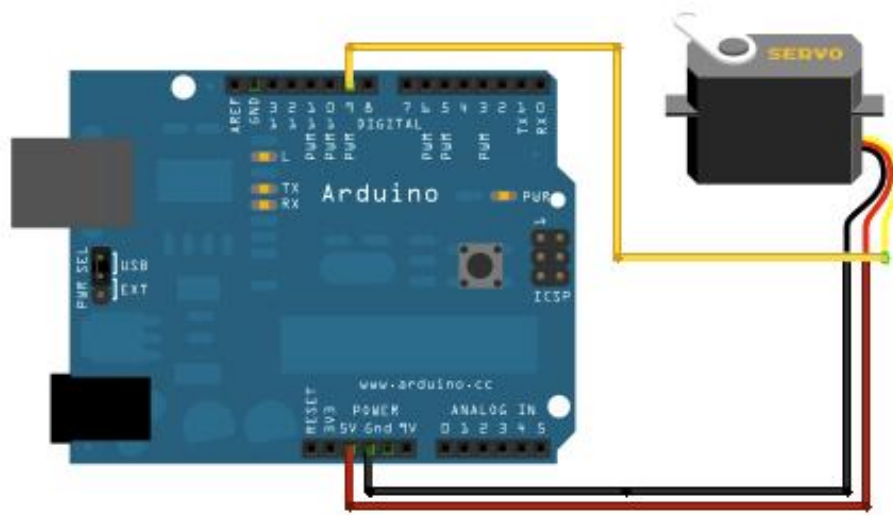 SERVO
AREF
GND
13
12
PWM 11
PWM 10
PWM 9
8
7
PWM 6
PWM 5
4
PWM 3
2
TX 1
RX 0
DIGITAL
L
TX
RX
Arduino
PWR
1
ICSP
PWR SEL
USB
EXT
www.arduino.cc
POWER
ANALOG IN
RESET
3V3
5V Gnd 9V
0 1 2 3 4 5